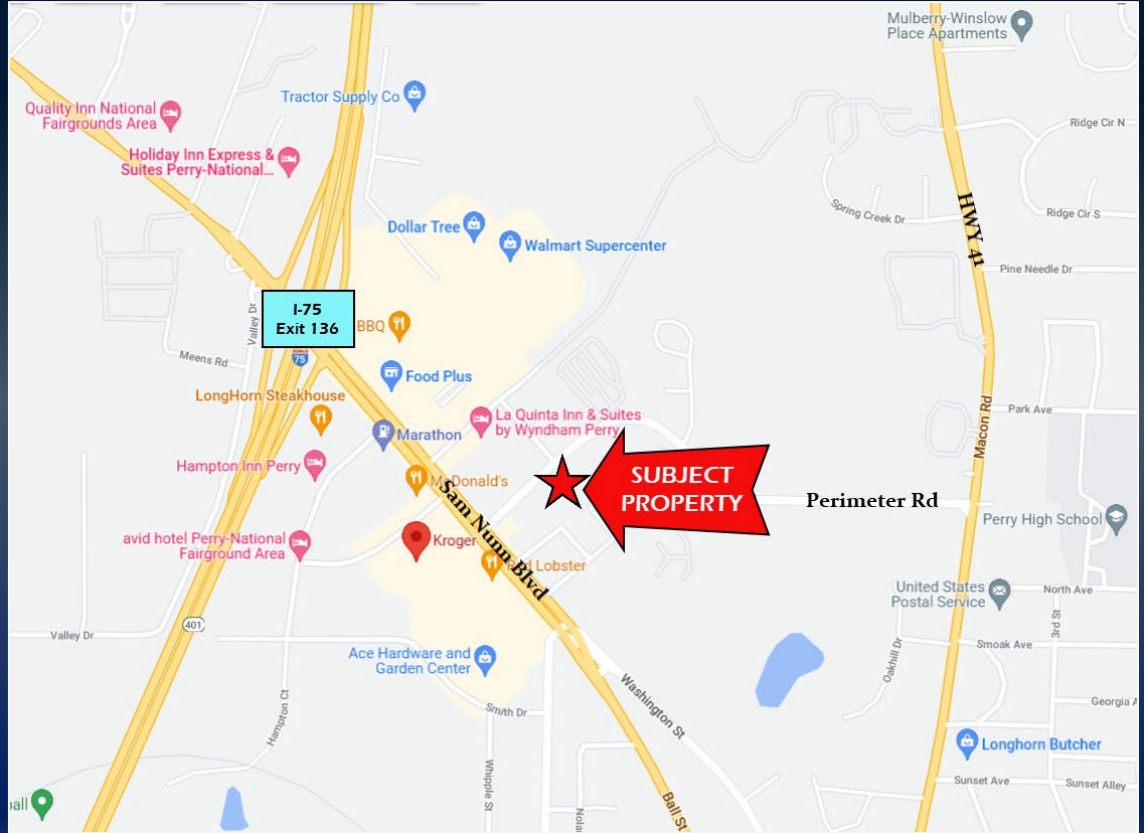 Mulberry-Winslow
Place Apartments
Tractor Supply Co
Quality Inn National
Fairgrounds Area
Ridge Cir N
Holiday Inn Express &
Suites Perry-National...
Spring Creek Dr
HWY 41
Ridge Cir S
Dollar Tree
Walmart Supercenter
Pine Needle Dr
I-75
Exit 136
Valley Dr
BBQ
75
Meens Rd
Food Plus
LongHorn Steakhouse
Marathon
La Quinta Inn & Suites
by Wyndham Perry
Park Ave
Macon Rd
Hampton Inn Perry
McDonald's
SUBJECT
PROPERTY
Perimeter Rd
Sam Nunn Blvd
Perry High School
avid hotel Perry-National
Fairground Area
Kroger
Red Lobster
United States
Postal Service
North Ave
3rd St
401
Valley Dr
Smoak Ave
Oakhill Dr
Ace Hardware and
Garden Center
Washington St
Hampton Ct
Smith Dr
Georgia A
Longhorn Butcher
Whipple St
Sunset Ave
Sunset Alley
Ball St
Nola